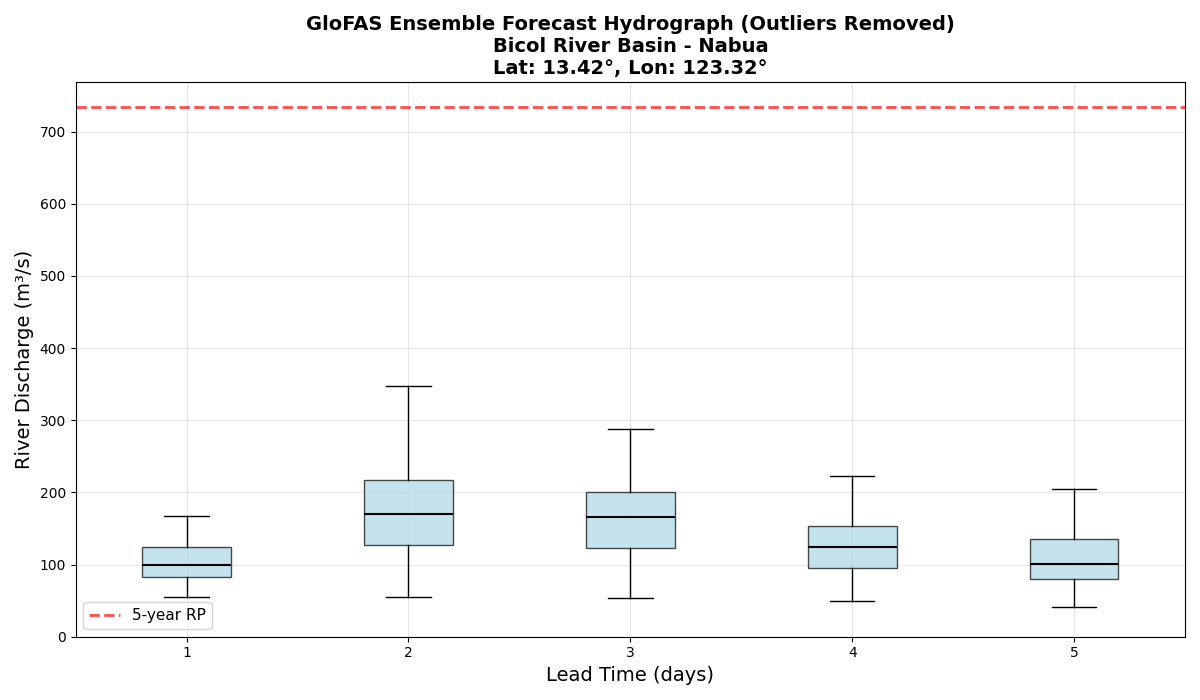 GloFAS Ensemble Forecast Hydrograph (Outliers Removed)
Bicol River Basin - Nabua
Lat: 13.42°, Lon: 123.32°
River Discharge (m³/s)
700
600
500
400
300
200
100
0
5-year RP
1 2 3 4 5
Lead Time (days)